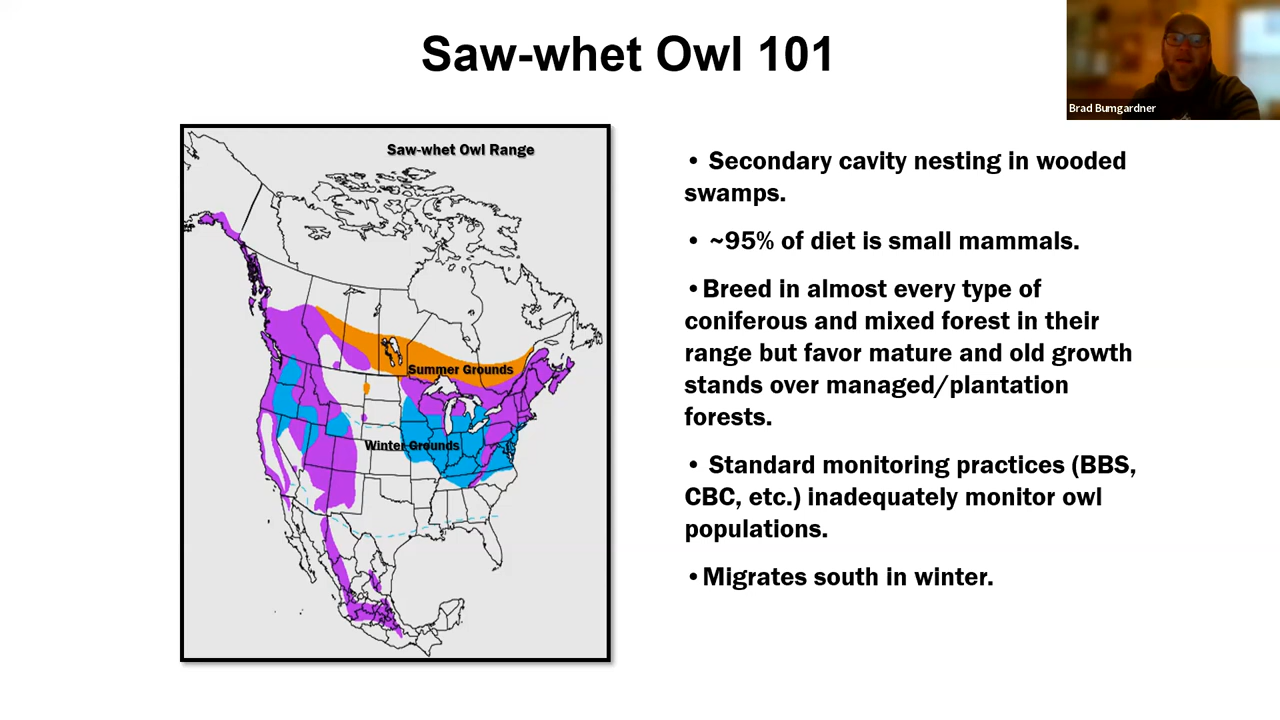 Saw-whet Owl 101
Brad Bumgardner
Saw-whet Owl Range
Summer Grounds
Winter Grounds
• Secondary cavity nesting in wooded
swamps.
• ~95% of diet is small mammals.
•Breed in almost every type of
coniferous and mixed forest in their
range but favor mature and old growth
stands over managed/plantation
forests.
• Standard monitoring practices (BBS,
CBC, etc.) inadequately monitor owl
populations.
•Migrates south in winter.